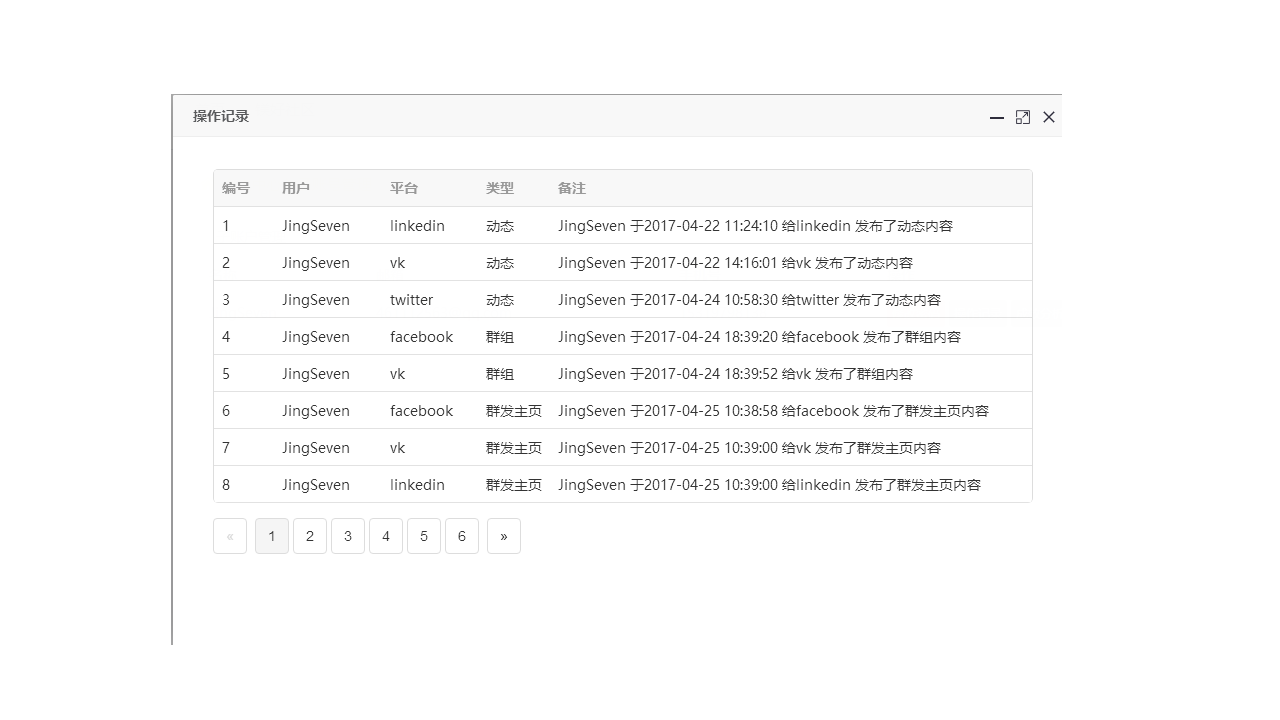 操作记录
编号 用户 平台 类型 备注
1 JingSeven linkedin 动态 JingSeven 于2017-04-22 11:24:10 给linkedin 发布了动态内容
2 JingSeven vk 动态 JingSeven 于2017-04-22 14:16:01 给vk 发布了动态内容
3 JingSeven twitter 动态 JingSeven 于2017-04-24 10:58:30 给twitter 发布了动态内容
4 JingSeven facebook 群组 JingSeven 于2017-04-24 18:39:20 给facebook 发布了群组内容
5 JingSeven vk 群组 JingSeven 于2017-04-24 18:39:52 给vk 发布了群组内容
6 JingSeven facebook 群发主页 JingSeven 于2017-04-25 10:38:58 给facebook 发布了群发主页内容
7 JingSeven vk 群发主页 JingSeven 于2017-04-25 10:39:00 给vk 发布了群发主页内容
8 JingSeven linkedin 群发主页 JingSeven 于2017-04-25 10:39:00 给linkedin 发布了群发主页内容
« 1 2 3 4 5 6 »